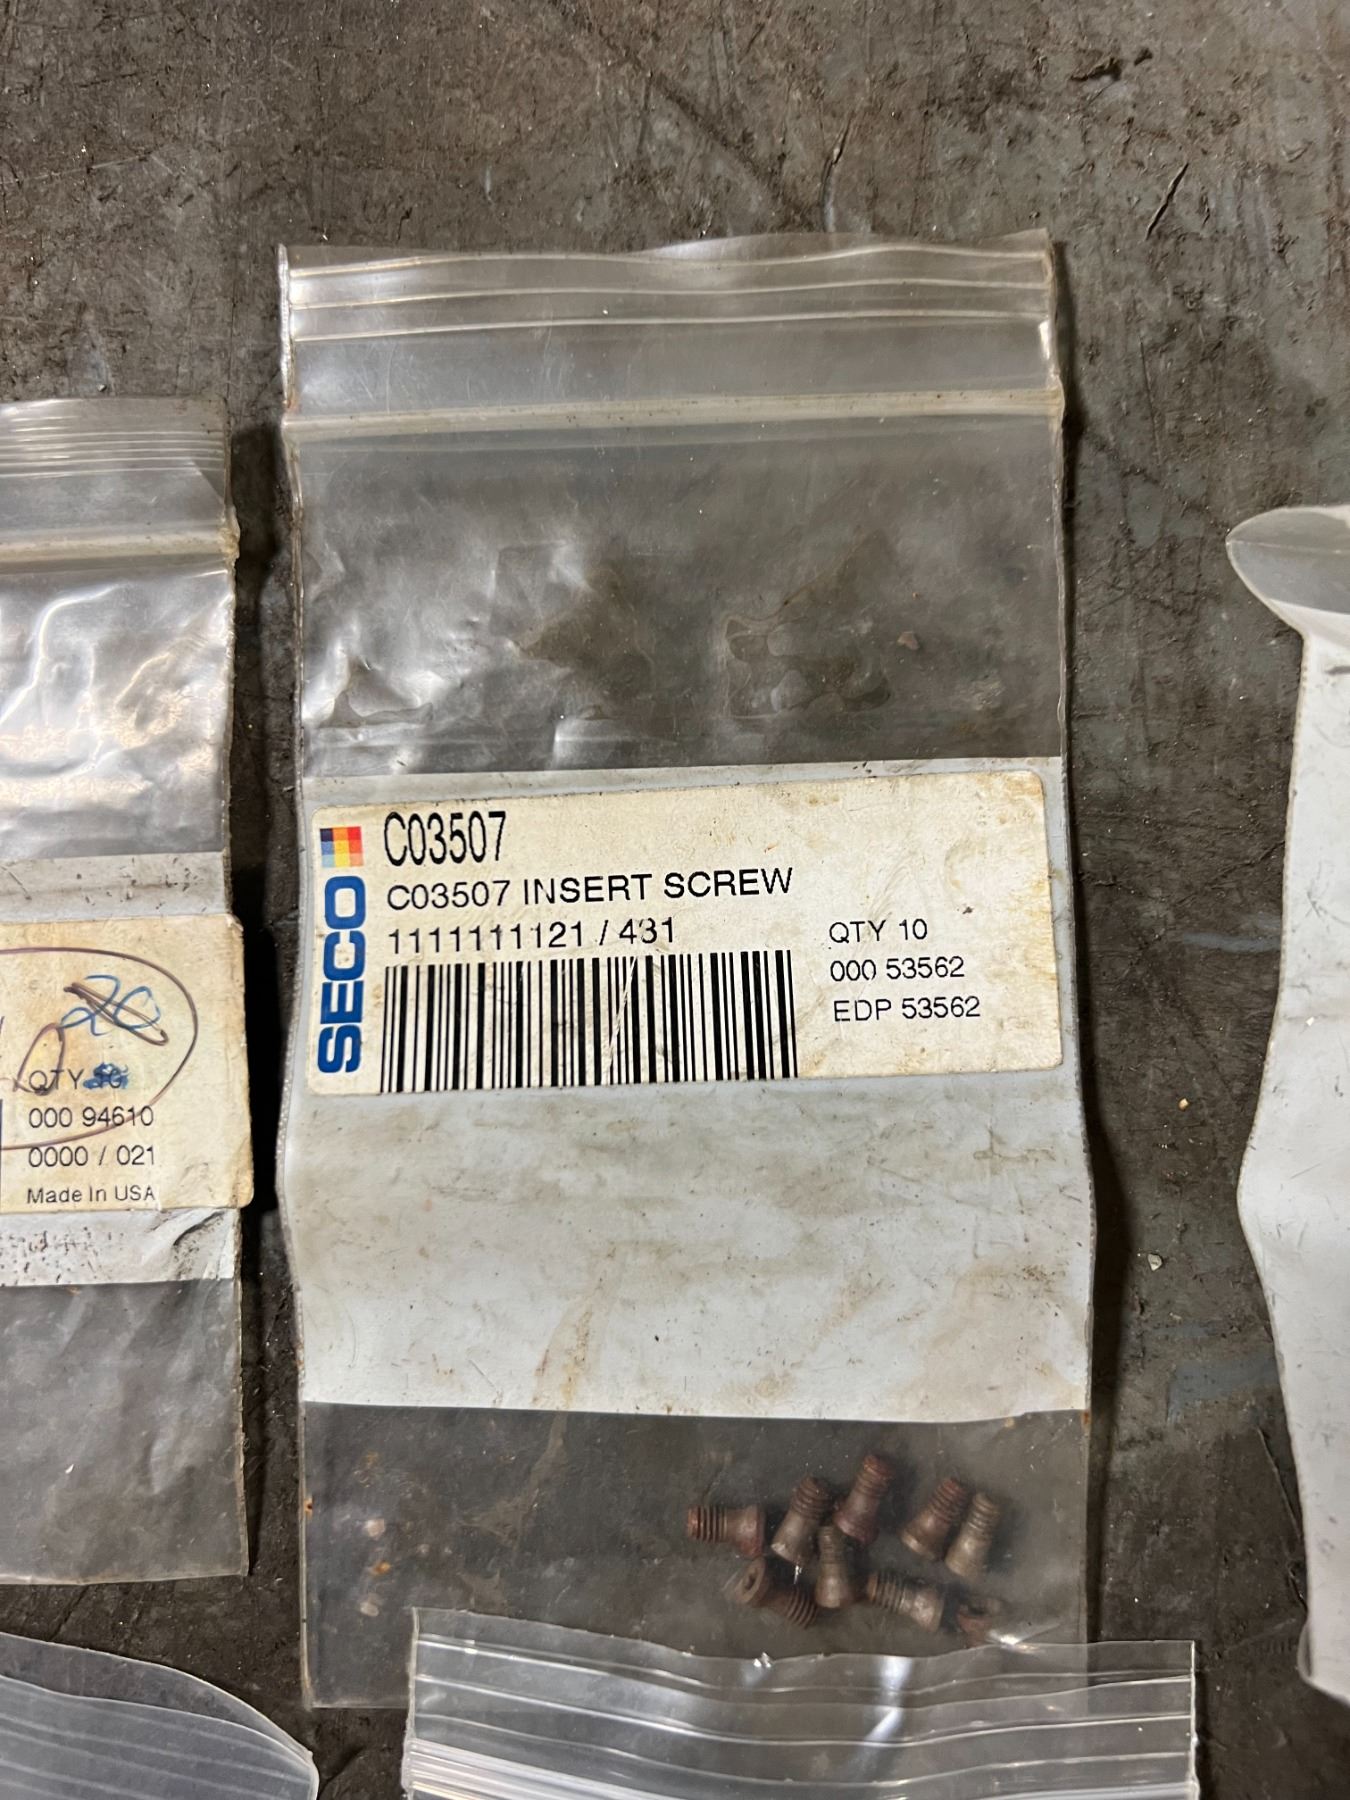 C03507
C03507 INSERT SCREW
1111111121 / 431
SECO
QTY 10
000 53562
EDP 53562
20
QTY
000 94610
0000 / 021
Made In USA